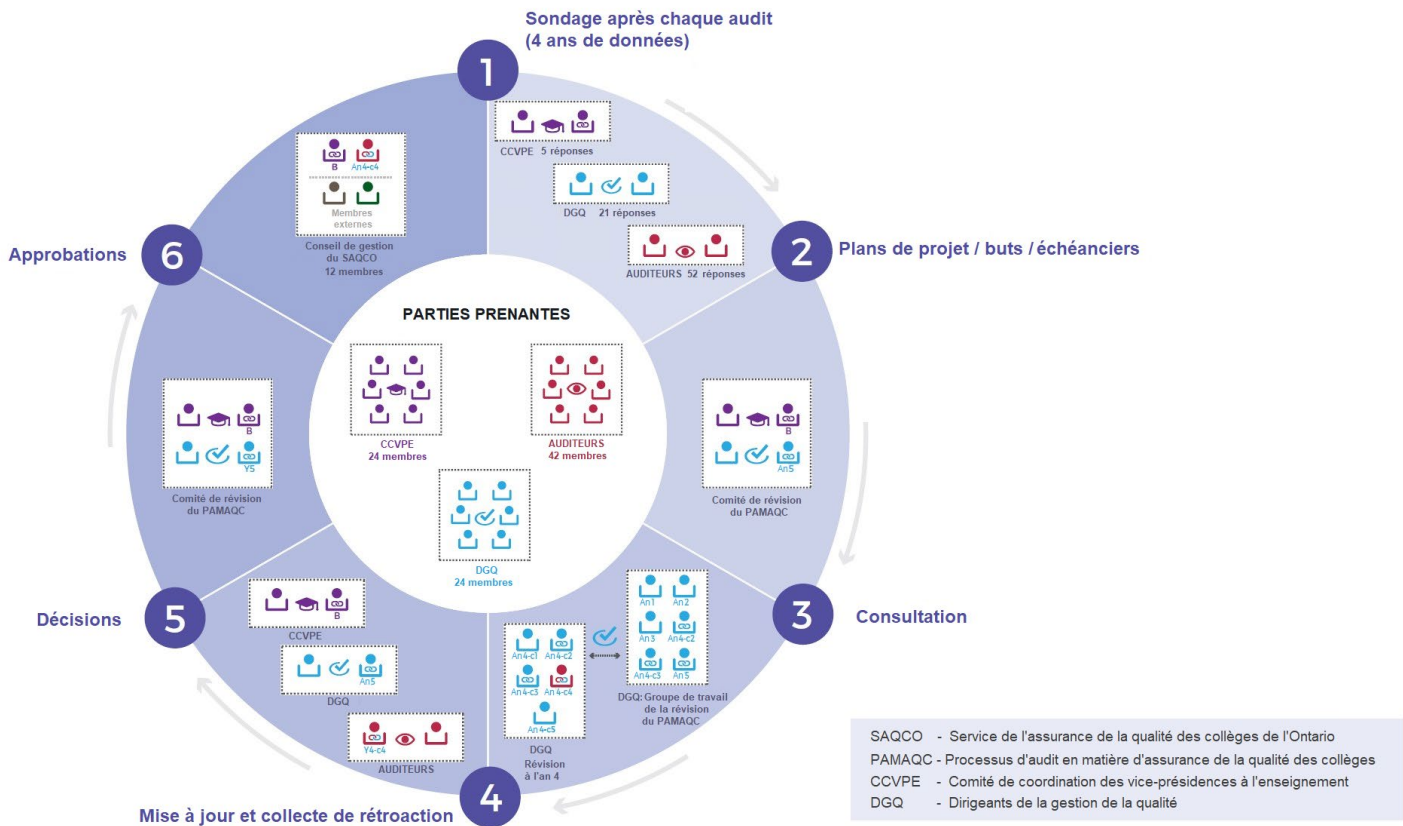 Sondage après chaque audit
(4 ans de données)
1
CCVPE 5 réponses
DGQ 21 réponses
AUDITEURS 52 réponses
2
Plans de projet / buts / échéanciers
B
An5
Comité de révision
du PAMAQC
3
Consultation
An1 An2
An3 An4-c2
An4-c3 An5
DGQ: Groupe de travail
de la révision
du PAMAQC
An4-c1 An4-c2
An4-c3 An4-c4
An4-c5
DGQ
Révision
à l'an 4
4
Mise à jour et collecte de rétroaction
B
CCVPE
An5
DGQ
Y4-c4
AUDITEURS
5
Décisions
B
Y5
Comité de révision
du PAMAQC
6
Approbations
B An4-c4
Membres
externes
Conseil de gestion
du SAQCO
12 membres
PARTIES PRENANTES
CCVPE
24 membres
AUDITEURS
42 membres
DGQ
24 membres
SAQCO - Service de l'assurance de la qualité des collèges de l'Ontario
PAMAQC - Processus d'audit en matière d'assurance de la qualité des collèges
CCVPE - Comité de coordination des vice-présidences à l'enseignement
DGQ - Dirigeants de la gestion de la qualité